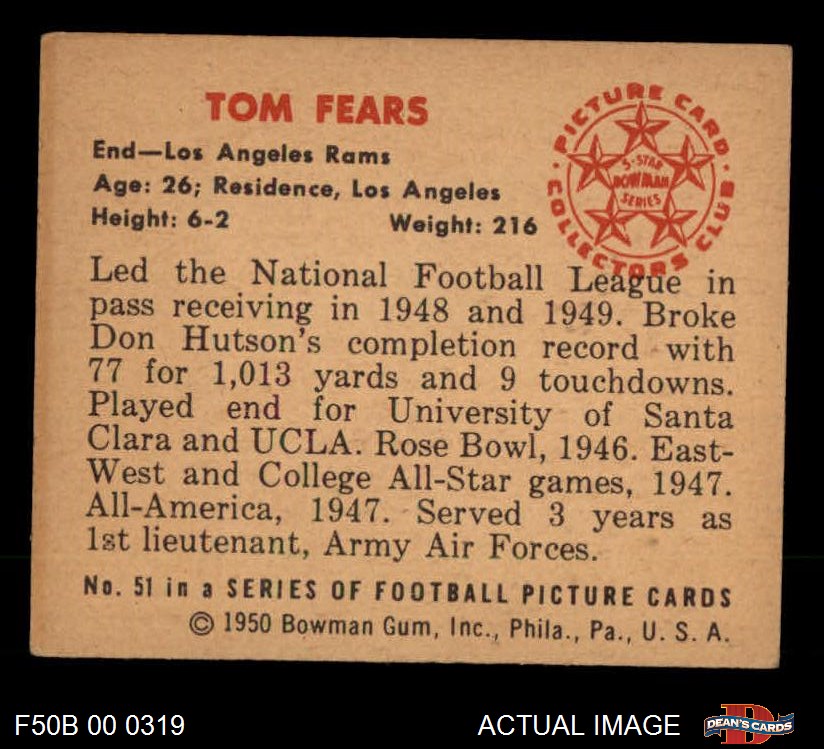 TOM FEARS
End—Los Angeles Rams
Age: 26; Residence, Los Angeles
Height: 6-2 Weight: 216
PICTURE CARD
COLLECTORS CLUB
5-STAR
BOWMAN
SERIES
Led the National Football League in
pass receiving in 1948 and 1949. Broke
Don Hutson's completion record with
77 for 1,013 yards and 9 touchdowns.
Played end for University of Santa
Clara and UCLA. Rose Bowl, 1946. East-
West and College All-Star games, 1947.
All-America, 1947. Served 3 years as
1st lieutenant, Army Air Forces.
No. 51 in a SERIES OF FOOTBALL PICTURE CARDS
© 1950 Bowman Gum, Inc., Phila., Pa., U. S. A.
F50B 00 0319
ACTUAL IMAGE
D
DEAN'S CARDS